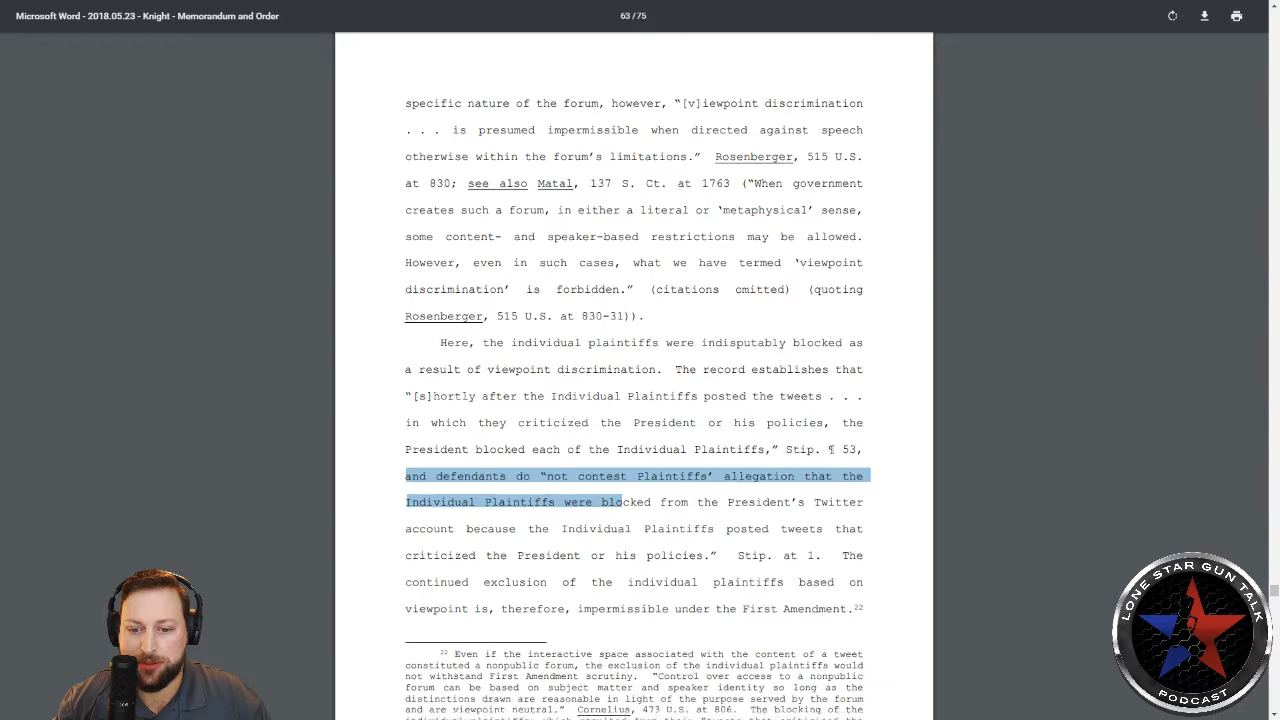 Microsoft Word - 2018.05.23 - Knight - Memorandum and Order
63 / 75
specific nature of the forum, however, “[v]iewpoint discrimination
. . . is presumed impermissible when directed against speech
otherwise within the forum’s limitations.” Rosenberger, 515 U.S.
at 830; see also Matal, 137 S. Ct. at 1763 (“When government
creates such a forum, in either a literal or ‘metaphysical’ sense,
some content- and speaker-based restrictions may be allowed.
However, even in such cases, what we have termed ‘viewpoint
discrimination’ is forbidden.” (citations omitted) (quoting
Rosenberger, 515 U.S. at 830-31)).
Here, the individual plaintiffs were indisputably blocked as
a result of viewpoint discrimination. The record establishes that
“[s]hortly after the Individual Plaintiffs posted the tweets . . .
in which they criticized the President or his policies, the
President blocked each of the Individual Plaintiffs,” Stip. ¶ 53,
and defendants do “not contest Plaintiffs’ allegation that the
Individual Plaintiffs were blocked from the President’s Twitter
account because the Individual Plaintiffs posted tweets that
criticized the President or his policies.” Stip. at 1. The
continued exclusion of the individual plaintiffs based on
viewpoint is, therefore, impermissible under the First Amendment.22
22 Even if the interactive space associated with the content of a tweet
constituted a nonpublic forum, the exclusion of the individual plaintiffs would
not withstand First Amendment scrutiny. “Control over access to a nonpublic
forum can be based on subject matter and speaker identity so long as the
distinctions drawn are reasonable in light of the purpose served by the forum
and are viewpoint neutral.” Cornelius, 473 U.S. at 806. The blocking of the
LONE STAR GUN TALK
PODCAST